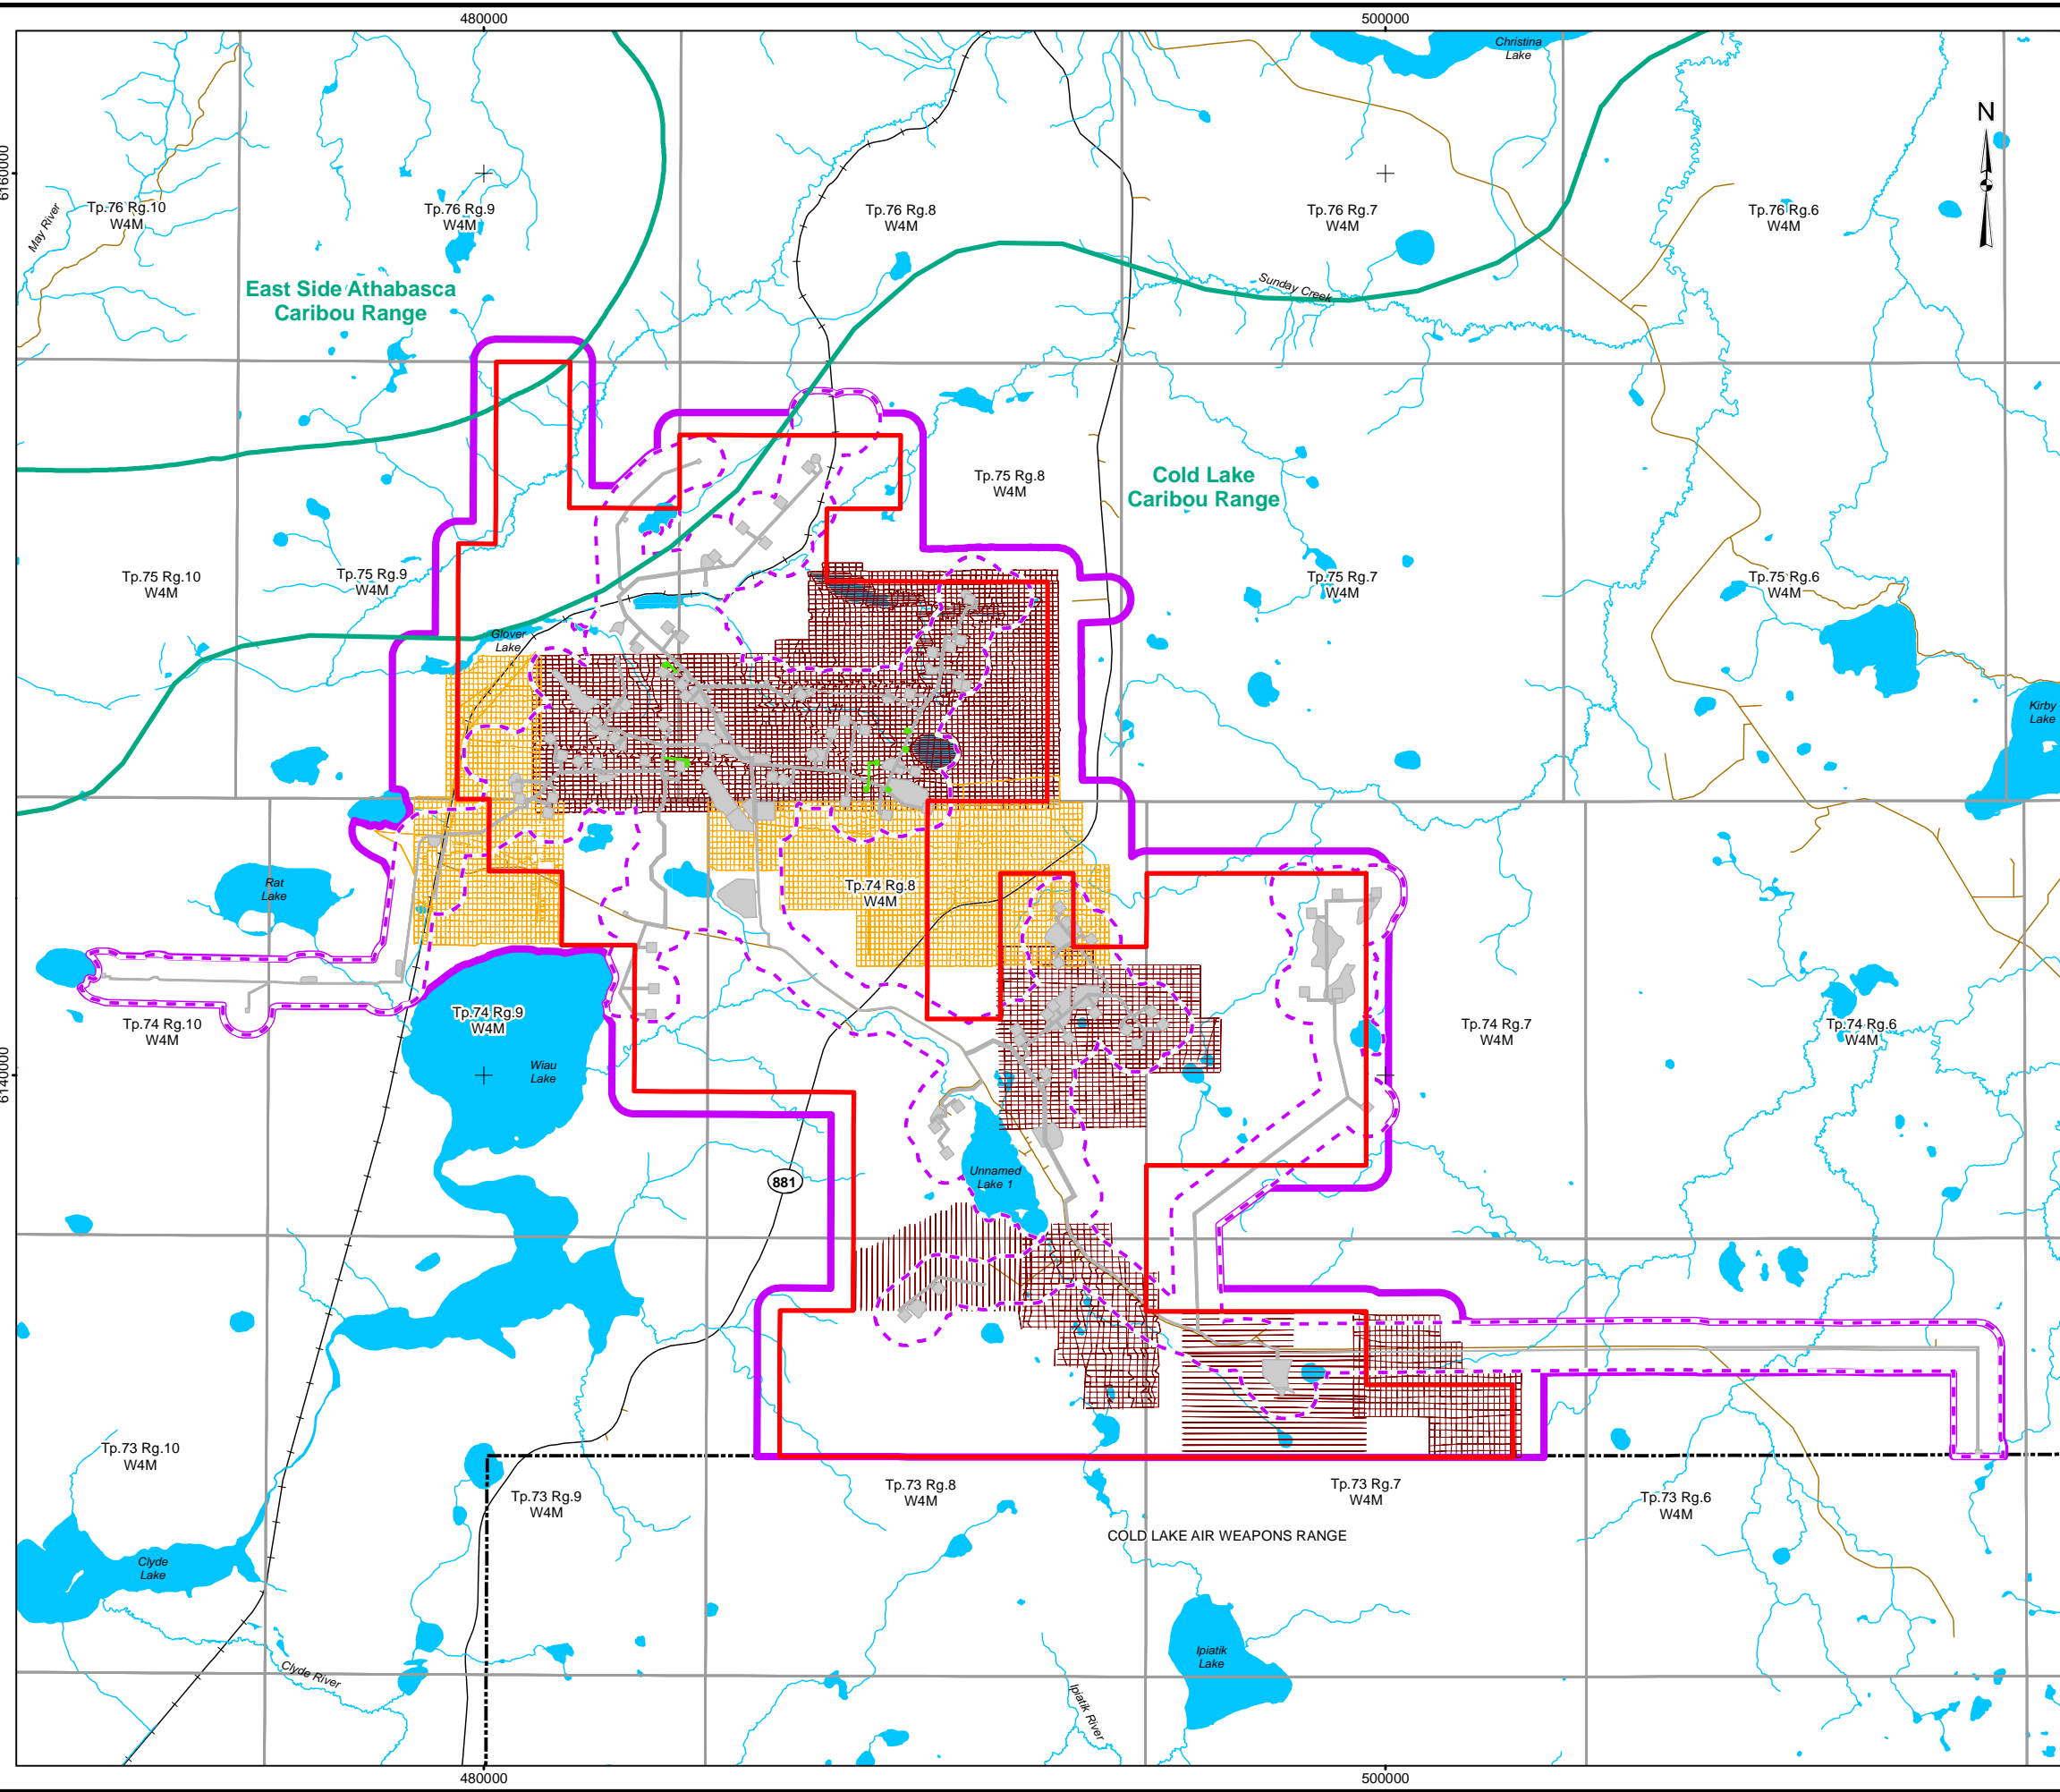 480000
500000
Christina
Lake
N
6160000
May River
Tp.76 Rg.10
W4M
Tp.76 Rg.9
W4M
Tp.76 Rg.8
W4M
Tp.76 Rg.7
W4M
Tp.76 Rg.6
W4M
East Side Athabasca
Caribou Range
Sunday Creek
Cold Lake
Caribou Range
Tp.75 Rg.8
W4M
Tp.75 Rg.10
W4M
Tp.75 Rg.9
W4M
Tp.75 Rg.7
W4M
Tp.75 Rg.6
W4M
Glover
Lake
Kirby
Lake
Rat
Lake
Tp.74 Rg.8
W4M
Tp.74 Rg.10
W4M
Tp.74 Rg.9
W4M
Tp.74 Rg.7
W4M
Tp.74 Rg.6
W4M
6140000
Wiau
Lake
881
Unnamed
Lake 1
Tp.73 Rg.10
W4M
Tp.73 Rg.9
W4M
Tp.73 Rg.8
W4M
Tp.73 Rg.7
W4M
Tp.73 Rg.6
W4M
COLD LAKE AIR WEAPONS RANGE
Clyde
Lake
Clyde River
Ipiatik
Lake
Ipiatik River
480000
500000